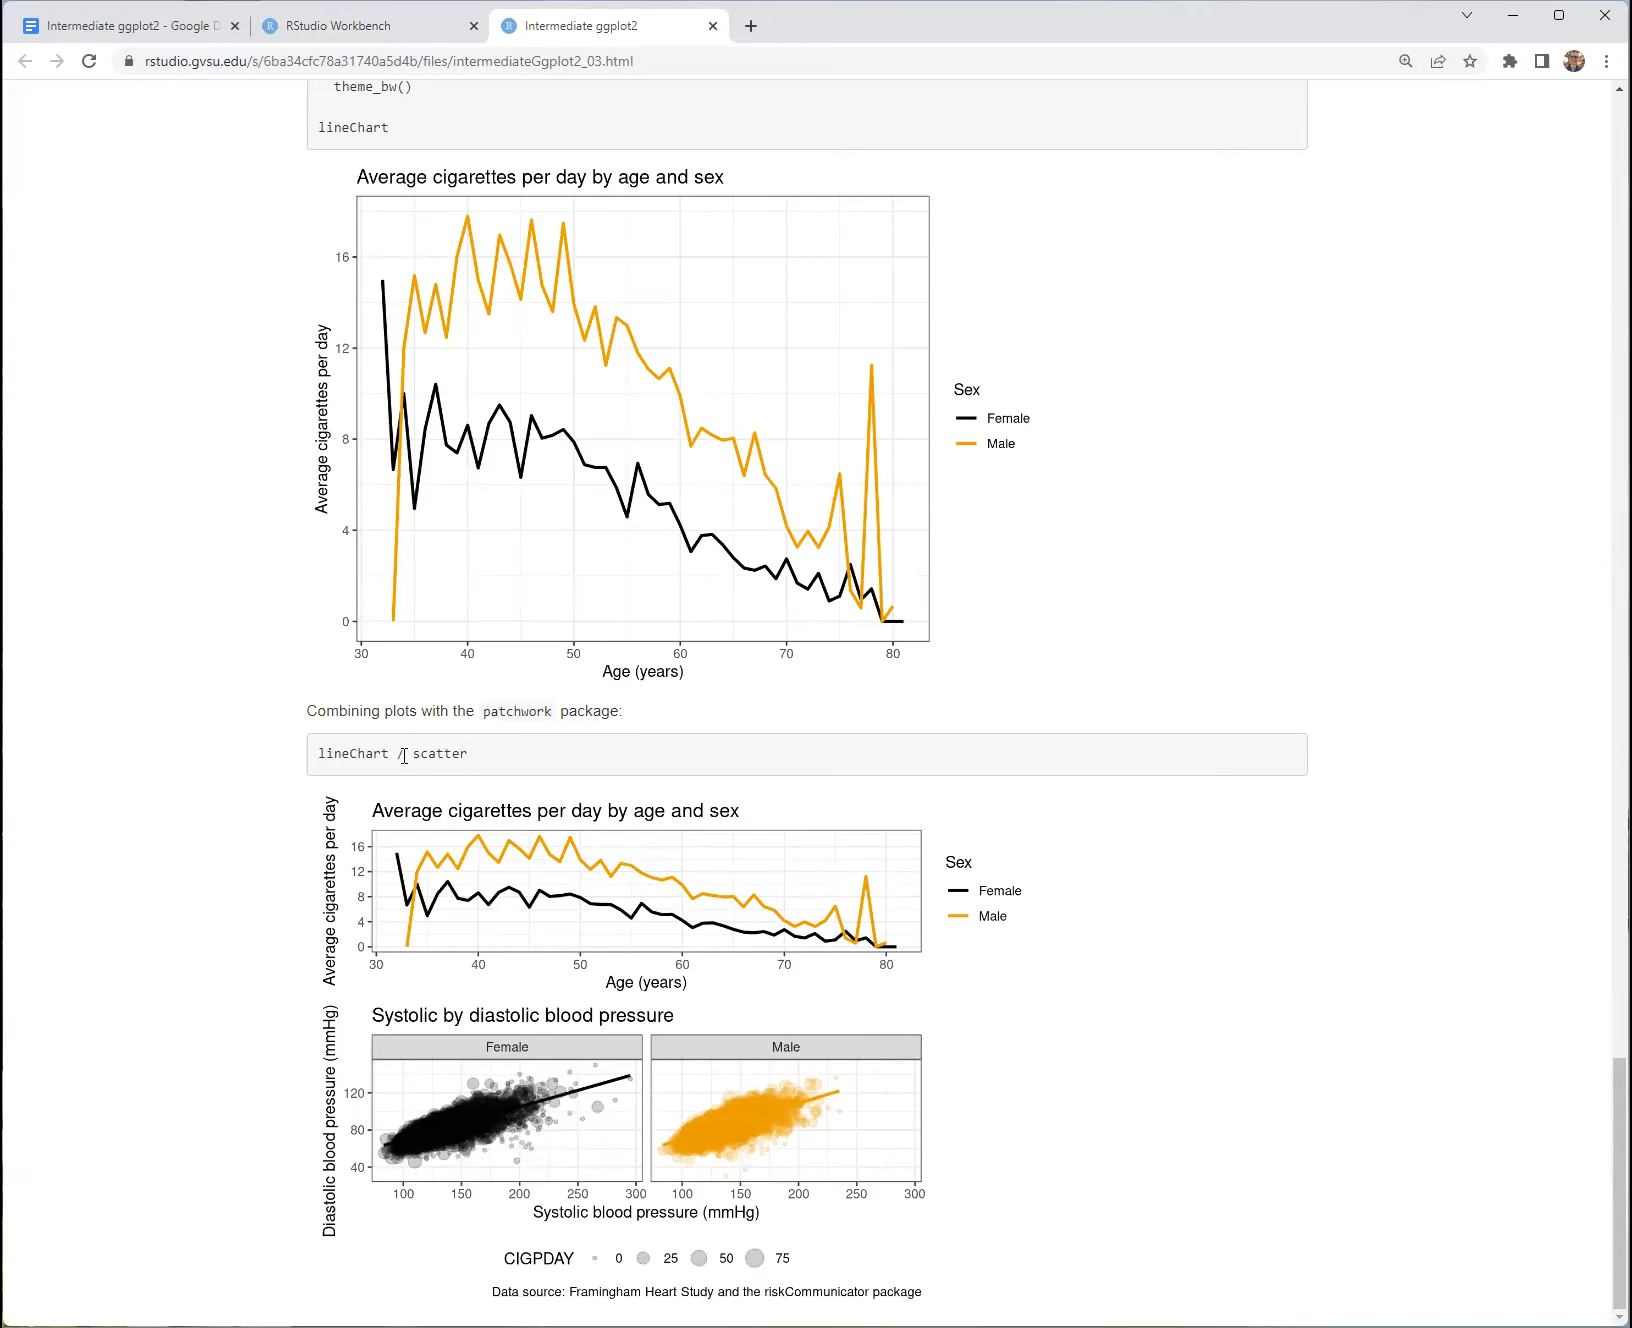 Intermediate ggplot2 - Google D
RStudio Workbench
Intermediate ggplot2
rstudio.gvsu.edu/s/6ba34cfc78a31740a5d4b/files/intermediateGgplot2_03.html
theme_bw()
lineChart
Average cigarettes per day by age and sex
Average cigarettes per day
16
12
8
4
0
30 40 50 60 70 80
Age (years)
Sex
Female
Male
Combining plots with the patchwork package:
lineChart / scatter
Average cigarettes per day by age and sex
Average cigarettes per day
16
12
8
4
0
30 40 50 60 70 80
Age (years)
Sex
Female
Male
Systolic by diastolic blood pressure
Diastolic blood pressure (mmHg)
Female Male
120
80
40
100 150 200 250 300 100 150 200 250 300
Systolic blood pressure (mmHg)
CIGPDAY 0 25 50 75
Data source: Framingham Heart Study and the riskCommunicator package